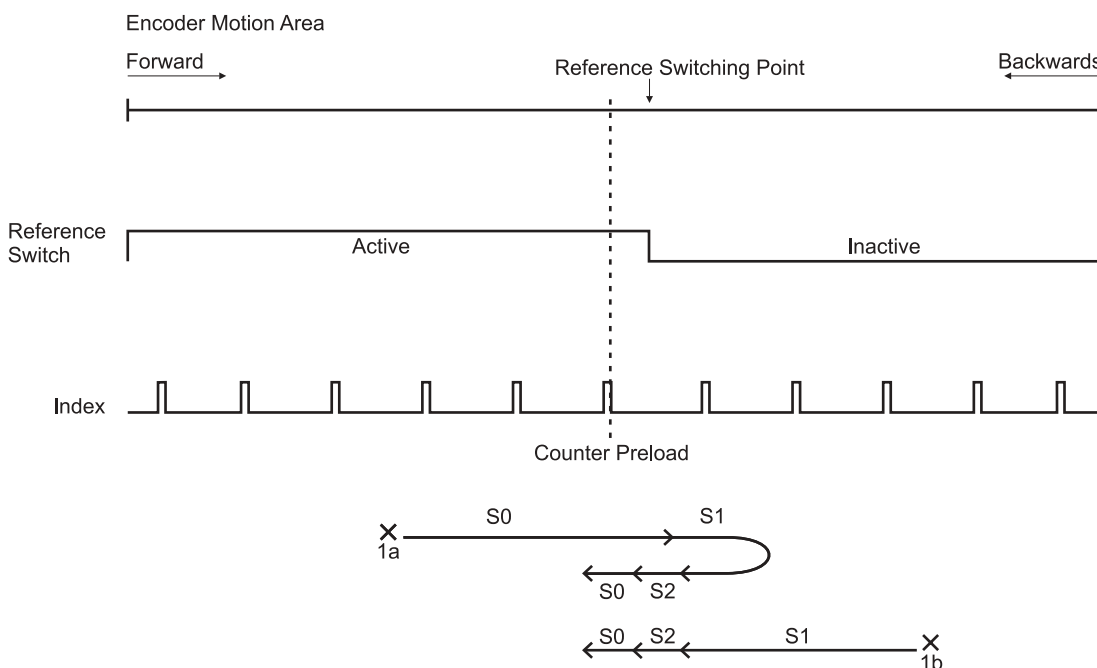 Encoder Motion Area
Forward
Reference Switching Point
Backwards
Reference
Switch
Active
Inactive
Index
Counter Preload
S0
S1
1a
S0
S2
S0
S2
S1
1b